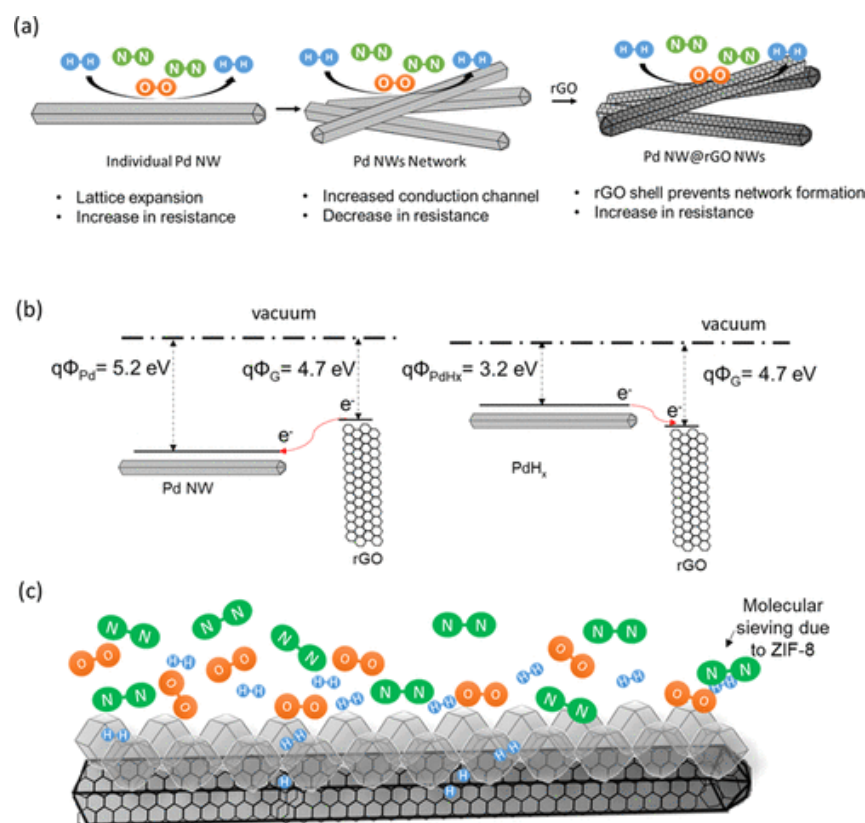 (a)
H H N N N N H H O O
H H N N N N H H O O
H H N N N N H H O O
rGO
Individual Pd NW
Pd NWs Network
Pd NW@rGO NWs
• Lattice expansion
• Increase in resistance
• Increased conduction channel
• Decrease in resistance
• rGO shell prevents network formation
• Increase in resistance
(b)
vacuum
qΦPd= 5.2 eV
qΦG= 4.7 eV
e-
e-
Pd NW
rGO
vacuum
qΦPdHx= 3.2 eV
qΦG= 4.7 eV
e-
e-
PdHx
rGO
(c)
Molecular
sieving due
to ZIF-8
N N N N N N N N N N N N
O O H H O O O O O O H H
N N O O H H H H O O N N H H O O N N H H O O H H
H H H H H H
H H H